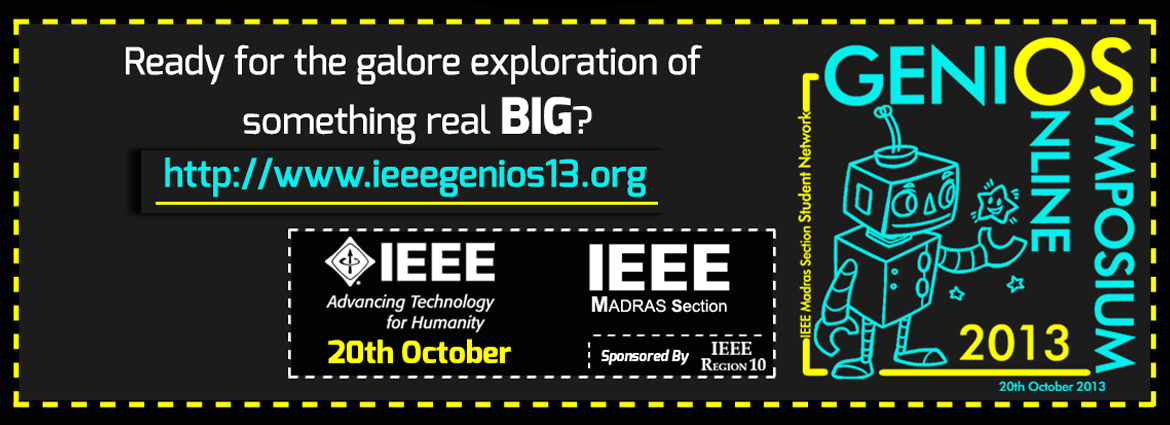 Ready for the galore exploration of
something real BIG?
http://www.ieeegenios13.org
IEEE
Advancing Technology
for Humanity
20th October
IEEE
MADRAS Section
Sponsored By
IEEE
REGION 10
IEEE Madras Section Student Network
GENIOS
ONLINE
SYMPOSIUM
2013
20th October 2013